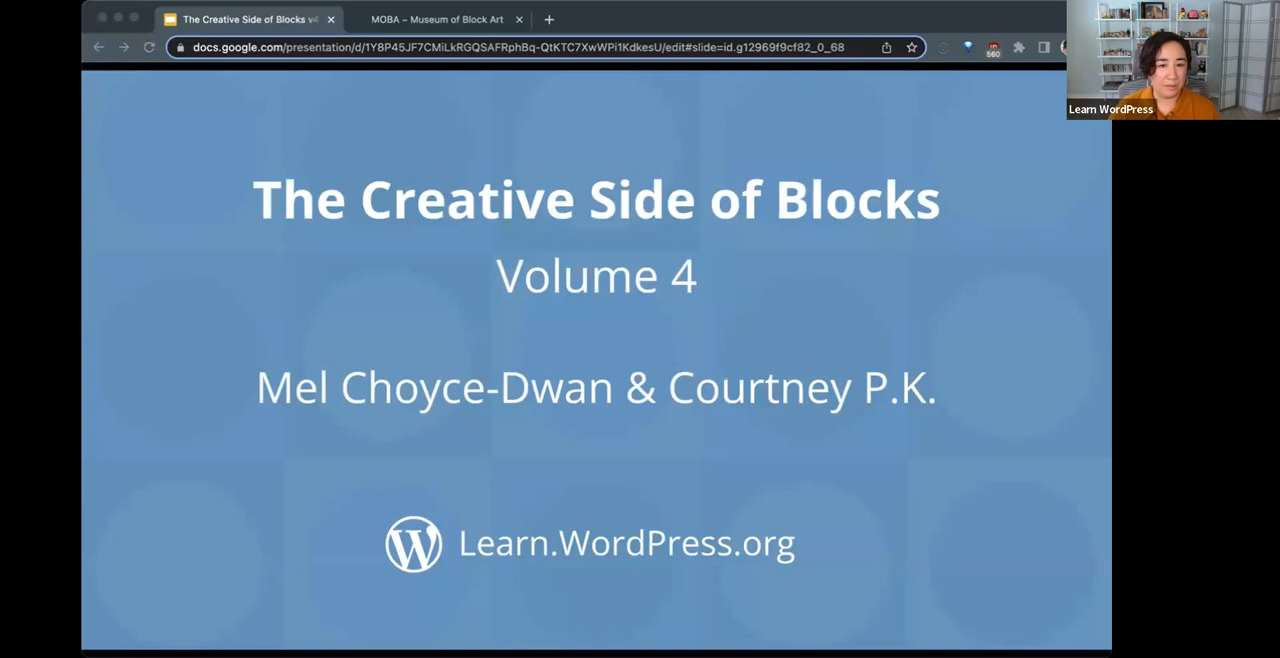 The Creative Side of Blocks v4
MOBA – Museum of Block Art
docs.google.com/presentation/d/1Y8P45JF7CMiLkRGQSAFRphBq-QtKTC7XwWPi1KdkesU/edit#slide=id.g12969f9cf82_0_68
560
Learn WordPress
The Creative Side of Blocks
Volume 4
Mel Choyce-Dwan & Courtney P.K.
Learn.WordPress.org